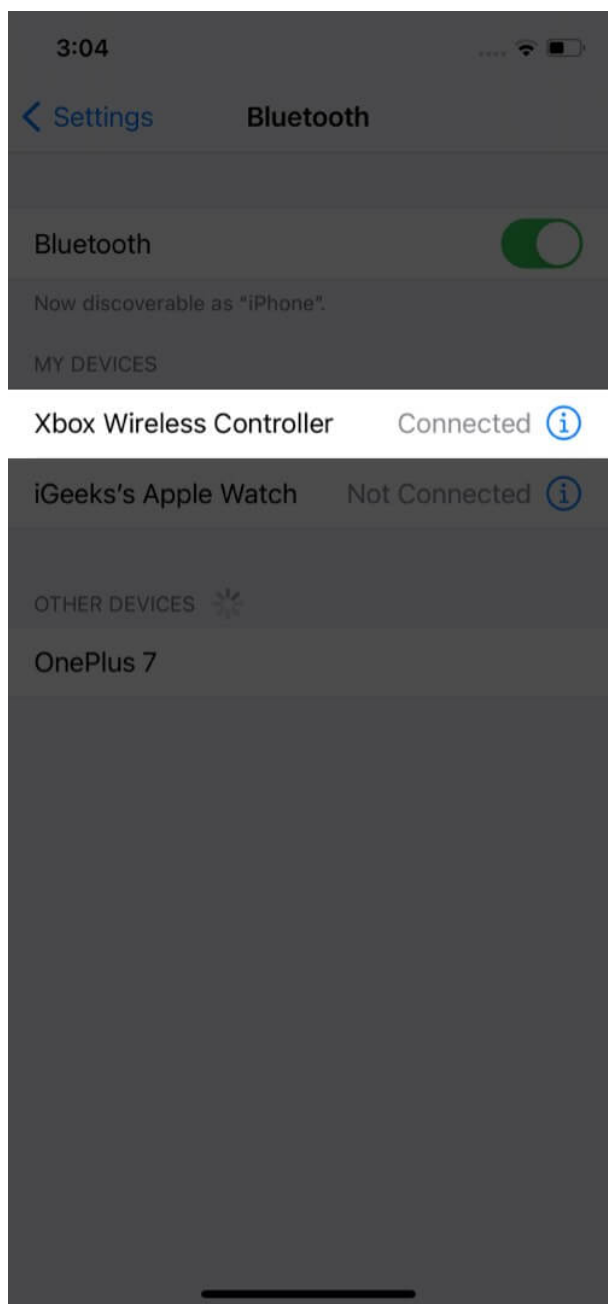 3:04
Settings Bluetooth
Bluetooth
Now discoverable as “iPhone”.
MY DEVICES
Xbox Wireless Controller Connected
iGeeks’s Apple Watch Not Connected
OTHER DEVICES
OnePlus 7